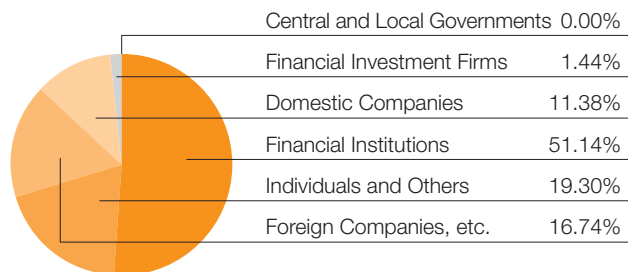 Central and Local Governments 0.00%
Financial Investment Firms 1.44%
Domestic Companies 11.38%
Financial Institutions 51.14%
Individuals and Others 19.30%
Foreign Companies, etc. 16.74%